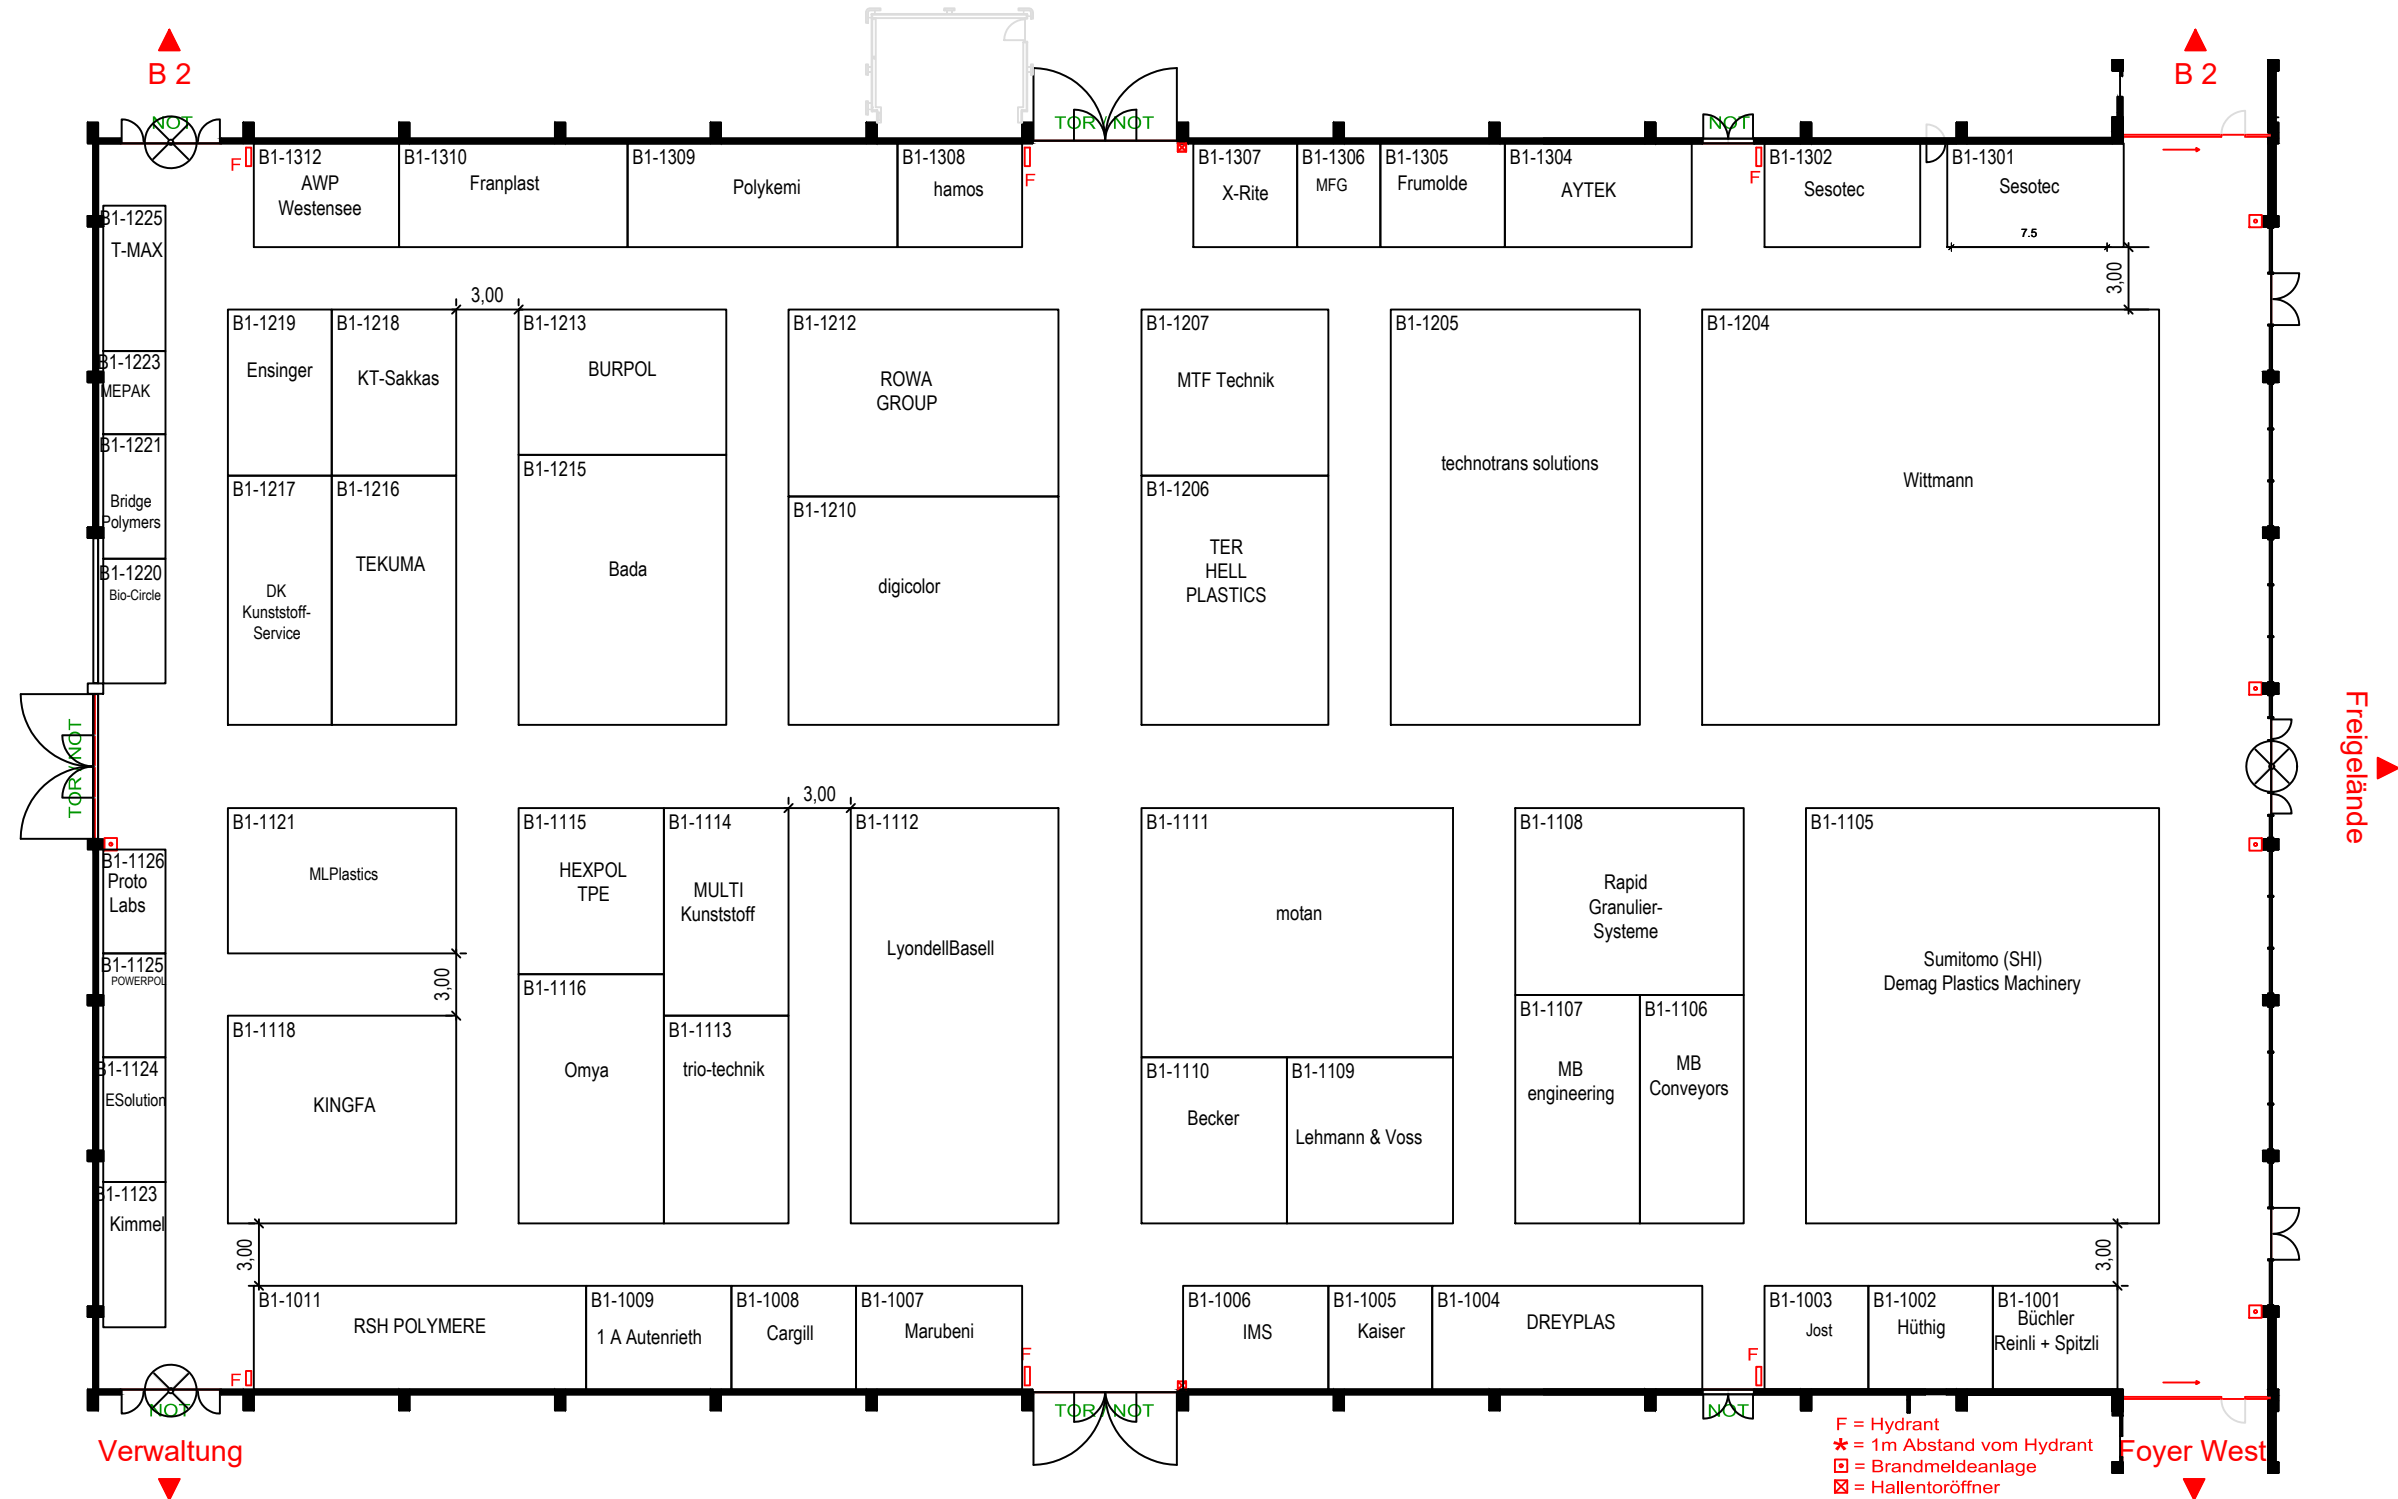 B 2
B 2
NOT
TOR / NOT
NOT
F
B1-1312
AWP
Westensee
B1-1310
Franplast
B1-1309
Polykemi
B1-1308
hamos
F
B1-1307
X-Rite
B1-1306
MFG
B1-1305
Frumolde
B1-1304
AYTEK
F
B1-1302
Sesotec
B1-1301
Sesotec
7.5
3,00
B1-1225
T-MAX
B1-1223
MEPAK
B1-1221
Bridge
Polymers
B1-1220
Bio-Circle
B1-1219
Ensinger
B1-1218
KT-Sakkas
3,00
B1-1217
DK
Kunststoff-
Service
B1-1216
TEKUMA
B1-1213
BURPOL
B1-1215
Bada
B1-1212
ROWA
GROUP
B1-1210
digicolor
B1-1207
MTF Technik
B1-1206
TER
HELL
PLASTICS
B1-1205
technotrans solutions
B1-1204
Wittmann
TOR / NOT
Freigelände
B1-1126
Proto
Labs
B1-1125
POWERPOL
B1-1124
ESolution
B1-1123
Kimmel
B1-1121
MLPlastics
3,00
B1-1118
KINGFA
3,00
B1-1115
HEXPOL
TPE
B1-1114
MULTI
Kunststoff
3,00
B1-1116
Omya
B1-1113
trio-technik
B1-1112
LyondellBasell
B1-1111
motan
B1-1110
Becker
B1-1109
Lehmann & Voss
B1-1108
Rapid
Granulier-
Systeme
B1-1107
MB
engineering
B1-1106
MB
Conveyors
B1-1105
Sumitomo (SHI)
Demag Plastics Machinery
3,00
F
B1-1011
RSH POLYMERE
B1-1009
1 A Autenrieth
B1-1008
Cargill
B1-1007
Marubeni
F
B1-1006
IMS
B1-1005
Kaiser
B1-1004
DREYPLAS
F
B1-1003
Jost
B1-1002
Hüthig
B1-1001
Büchler
Reinli + Spitzli
NOT
TOR / NOT
NOT
Verwaltung
F = Hydrant
* = 1m Abstand vom Hydrant
= Brandmeldeanlage
= Hallentoröffner
Foyer West